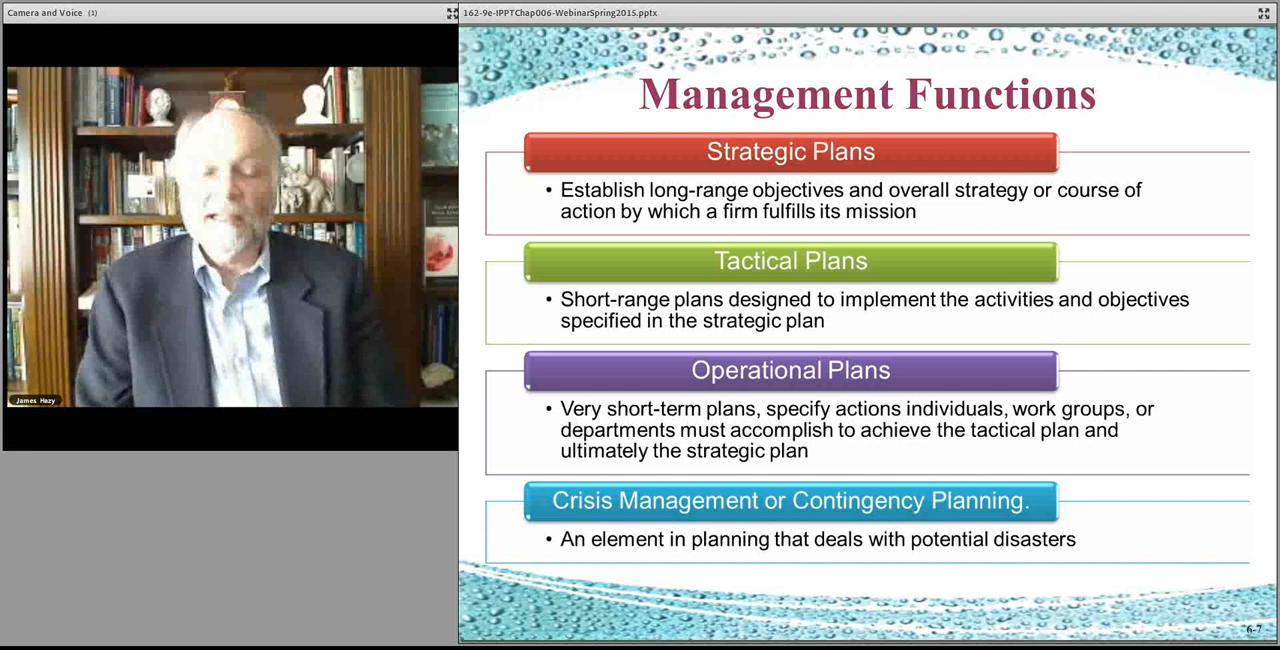 Camera and Voice (1)
162-9e-IPPTChap006-WebinarSpring2015.pptx
James Hazy
Management Functions
Strategic Plans
• Establish long-range objectives and overall strategy or course of
action by which a firm fulfills its mission
Tactical Plans
• Short-range plans designed to implement the activities and objectives
specified in the strategic plan
Operational Plans
• Very short-term plans, specify actions individuals, work groups, or
departments must accomplish to achieve the tactical plan and
ultimately the strategic plan
Crisis Management or Contingency Planning.
• An element in planning that deals with potential disasters
6-7